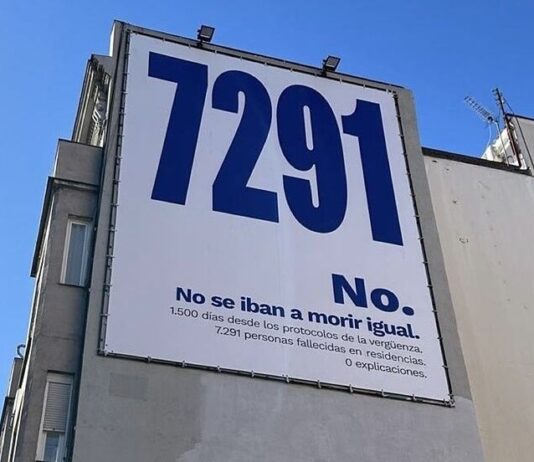 7291
No.
No se iban a morir igual.
1.500 días desde los protocolos de la vergüenza,
7.291 personas fallecidas en residencias.
0 explicaciones.